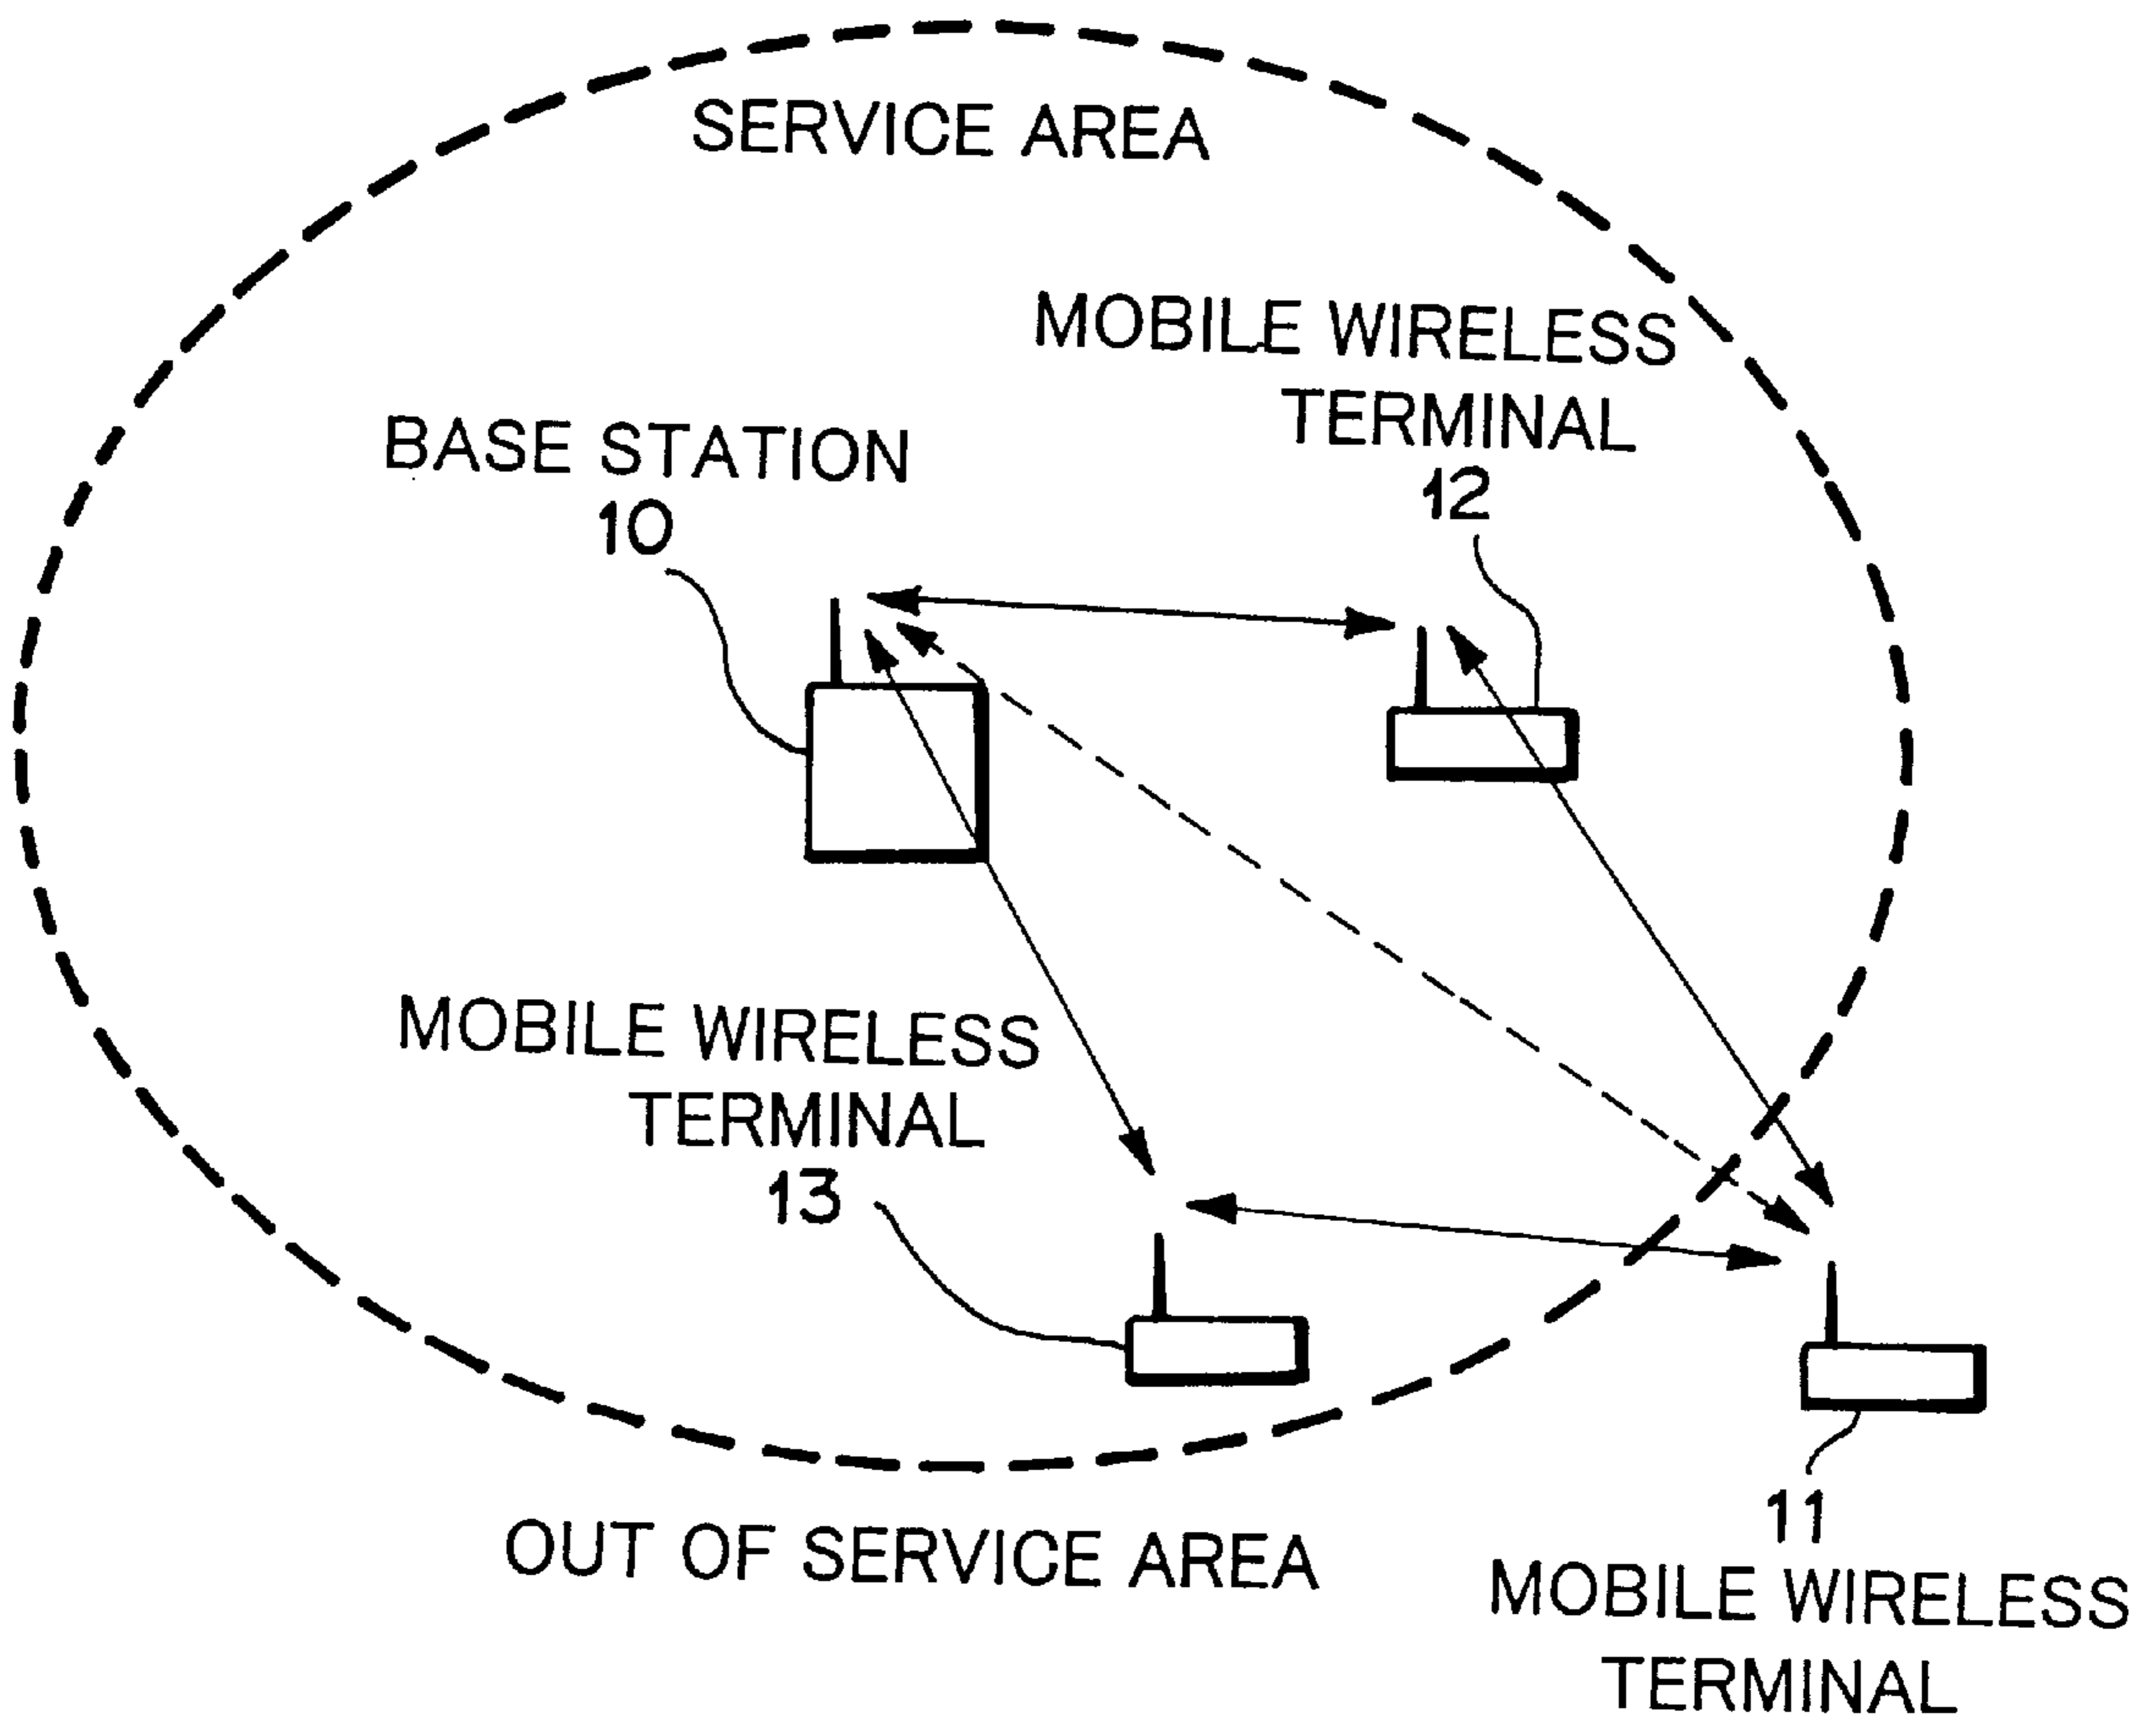 SERVICE AREA
MOBILE WIRELESS
TERMINAL
12
BASE STATION
10
MOBILE WIRELESS
TERMINAL
13
OUT OF SERVICE AREA
11
MOBILE WIRELESS
TERMINAL